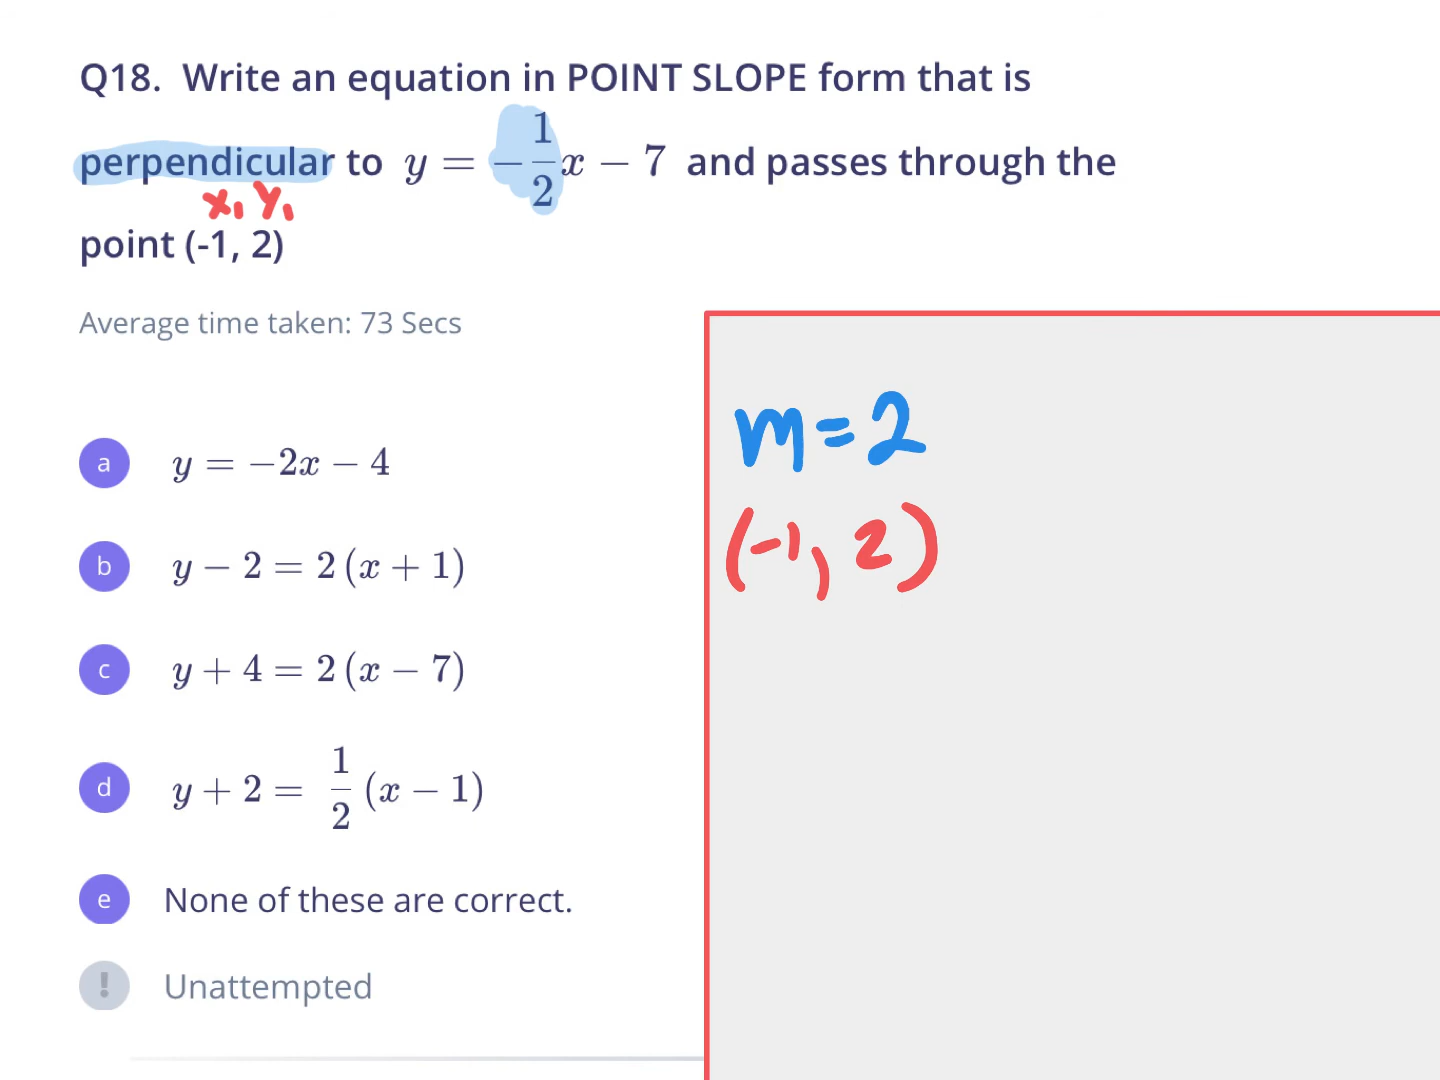 Q18. Write an equation in POINT SLOPE form that is
perpendicular to y = -1/2 x - 7 and passes through the
x₁ y₁
point (-1, 2)
Average time taken: 73 Secs
m=2
(-1, 2)
a y = -2x - 4
b y - 2 = 2 (x + 1)
c y + 4 = 2 (x - 7)
d y + 2 = 1/2 (x - 1)
e None of these are correct.
! Unattempted